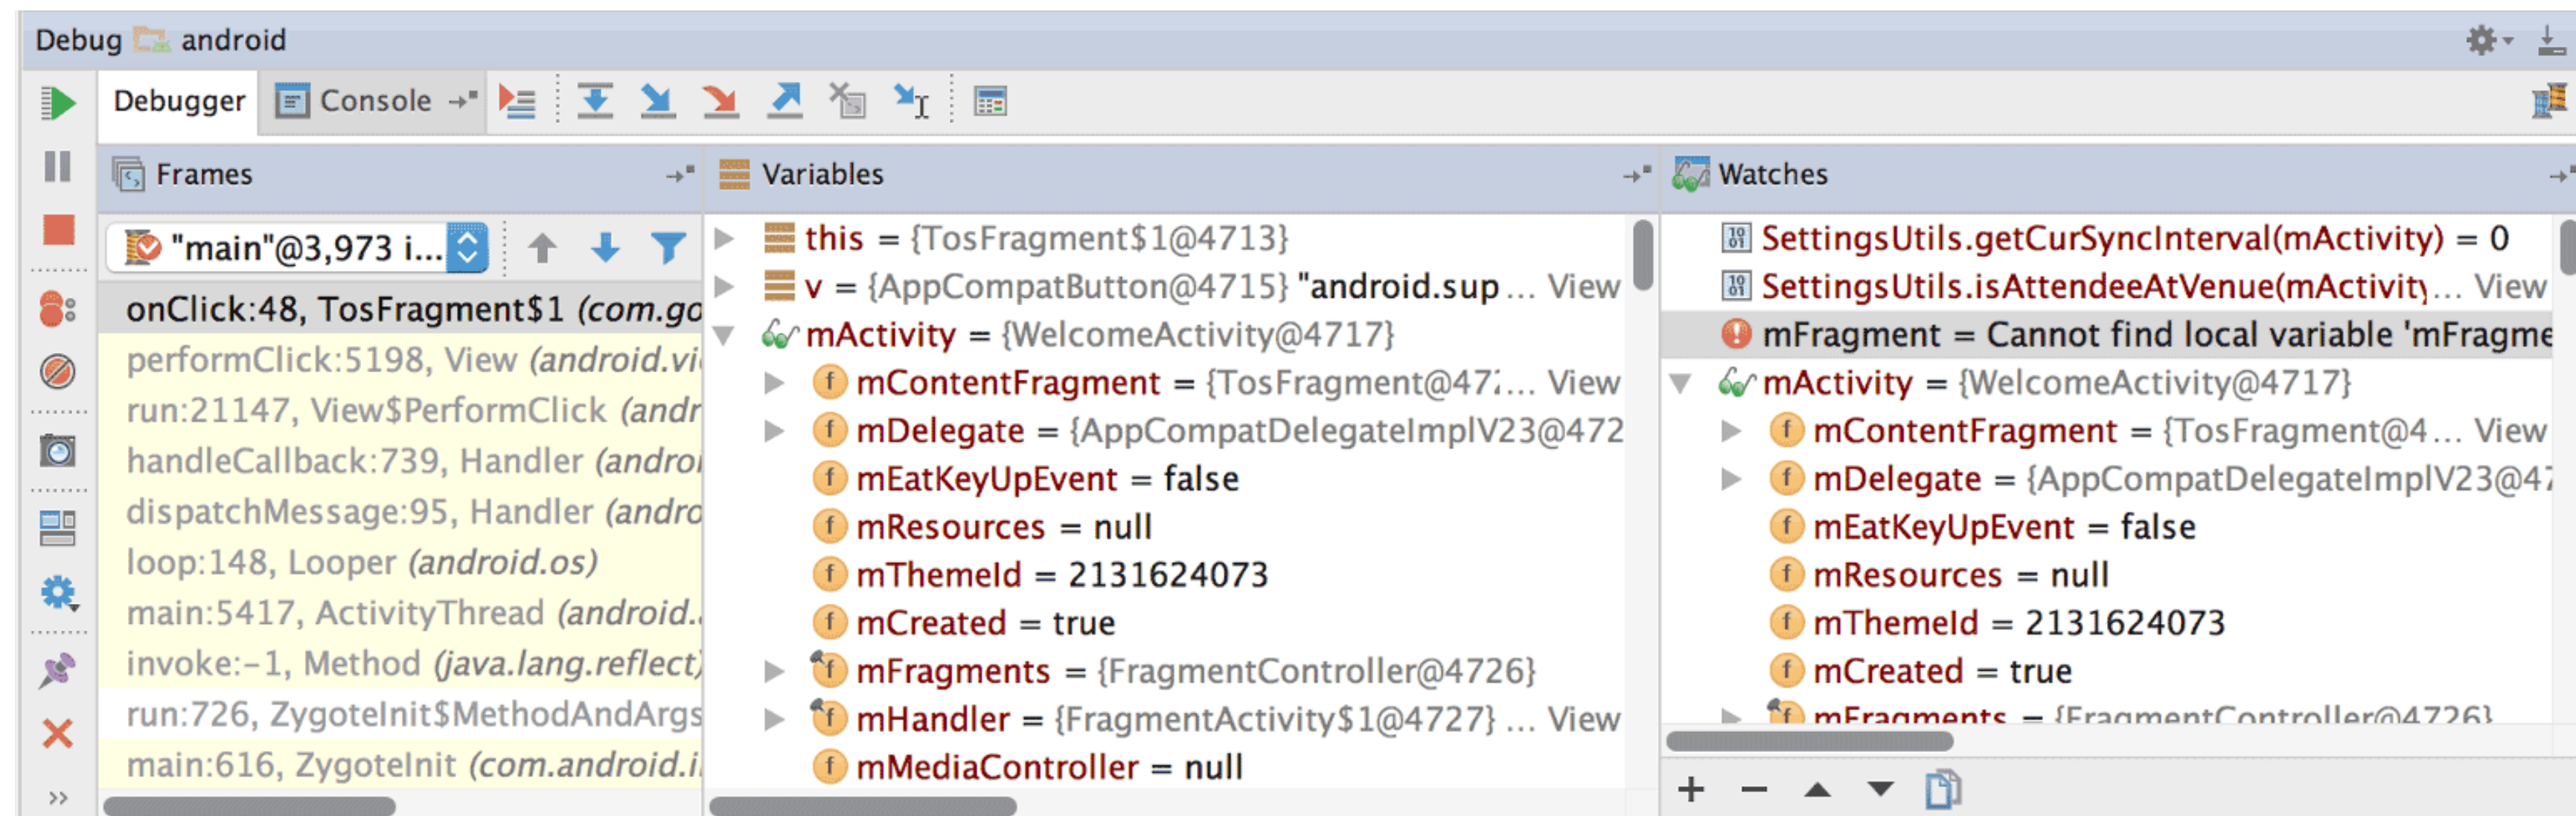 Debug android
Debugger Console
Frames
"main"@3,973 i...
onClick:48, TosFragment$1 (com.go
performClick:5198, View (android.vi
run:21147, View$PerformClick (andr
handleCallback:739, Handler (androi
dispatchMessage:95, Handler (andro
loop:148, Looper (android.os)
main:5417, ActivityThread (android.
invoke:-1, Method (java.lang.reflect)
run:726, ZygoteInit$MethodAndArgs
main:616, ZygoteInit (com.android.i
Variables
this = {TosFragment$1@4713}
v = {AppCompatButton@4715} "android.sup... View
mActivity = {WelcomeActivity@4717}
f mContentFragment = {TosFragment@472... View
f mDelegate = {AppCompatDelegateImplV23@472
f mEatKeyUpEvent = false
f mResources = null
f mThemeId = 2131624073
f mCreated = true
f mFragments = {FragmentController@4726}
f mHandler = {FragmentActivity$1@4727} ... View
f mMediaController = null
Watches
SettingsUtils.getCurSyncInterval(mActivity) = 0
SettingsUtils.isAttendeeAtVenue(mActivity... View
mFragment = Cannot find local variable 'mFragme
mActivity = {WelcomeActivity@4717}
f mContentFragment = {TosFragment@4... View
f mDelegate = {AppCompatDelegateImplV23@47
f mEatKeyUpEvent = false
f mResources = null
f mThemeId = 2131624073
f mCreated = true
f mFragments = {FragmentController@4726}